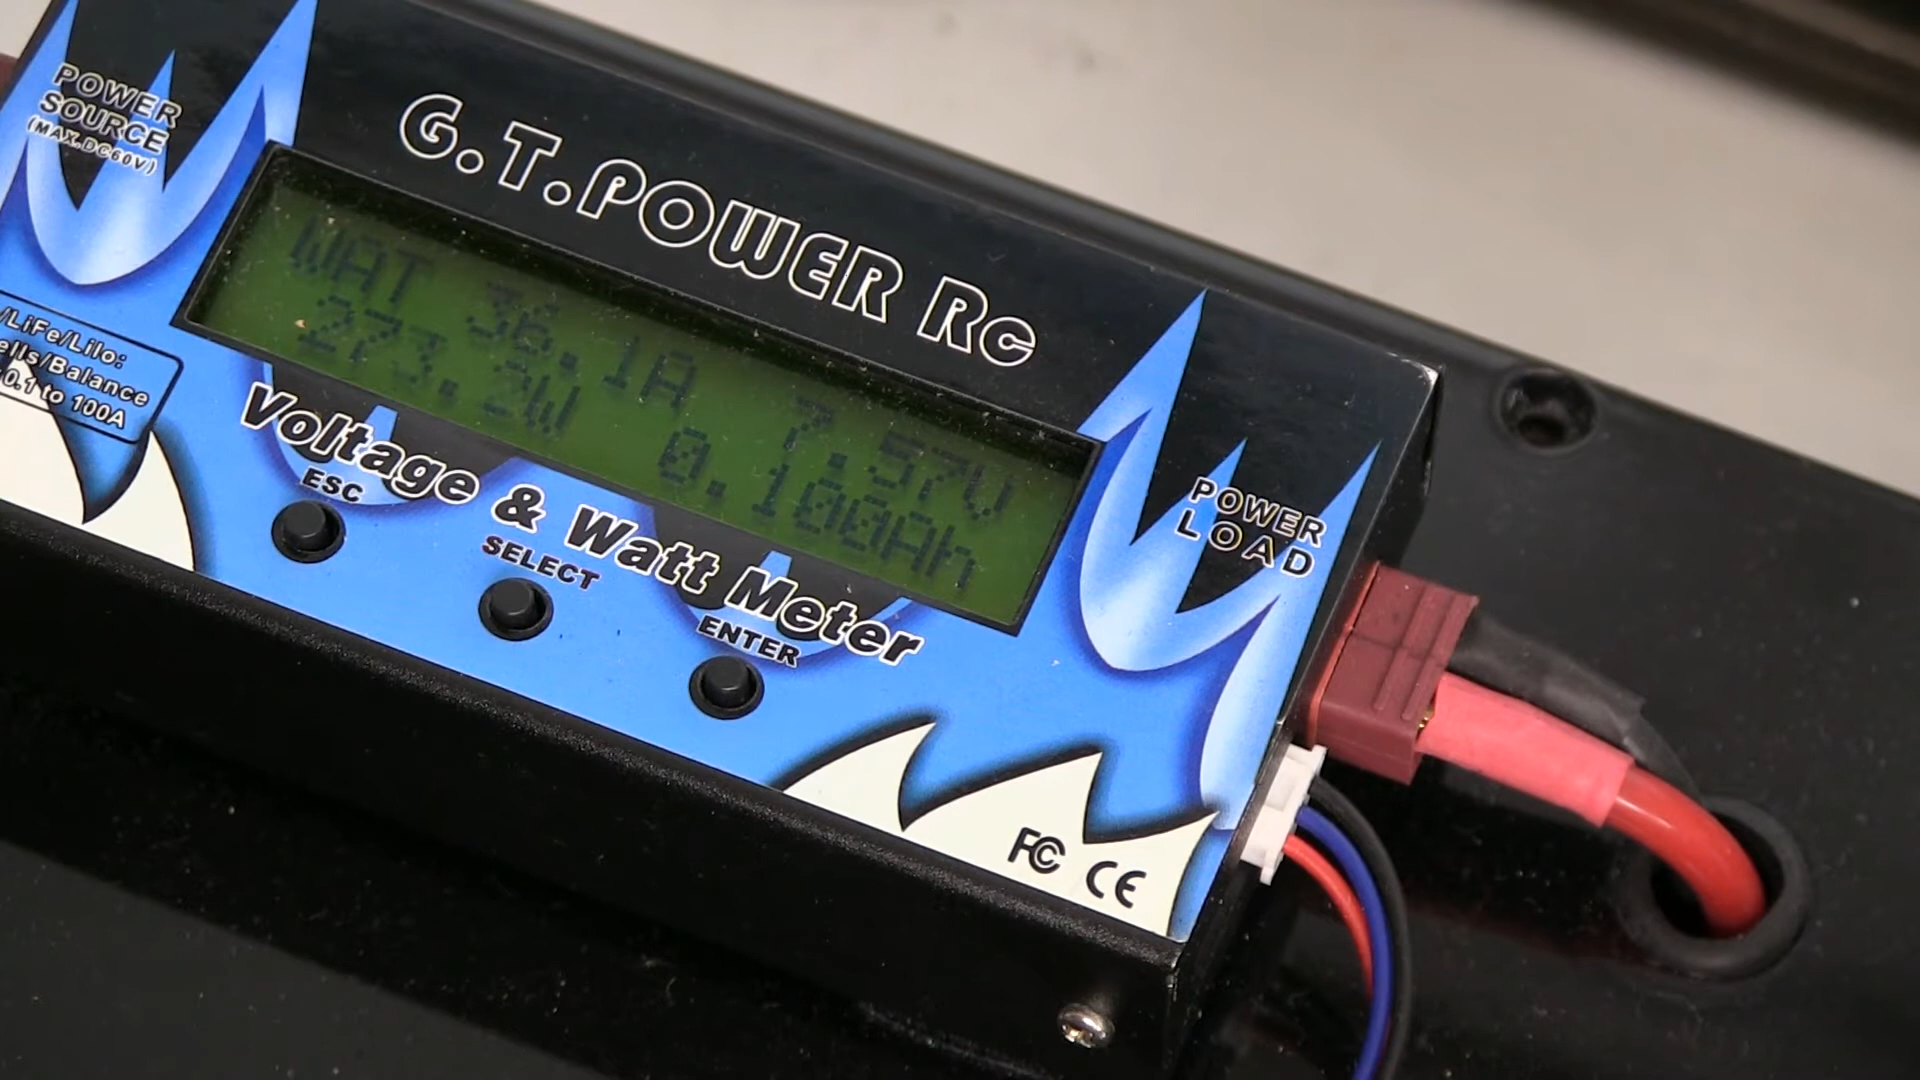 POWER
SOURCE
(MAX.DC60V)
G.T.POWER RC
WAT 36.1A 7.57V
273.3W 0.100Ah
/LiFe/Lilo:
ells/Balance
0.1 to 100A
Voltage & Watt Meter
ESC
SELECT
ENTER
POWER
LOAD
FC CE